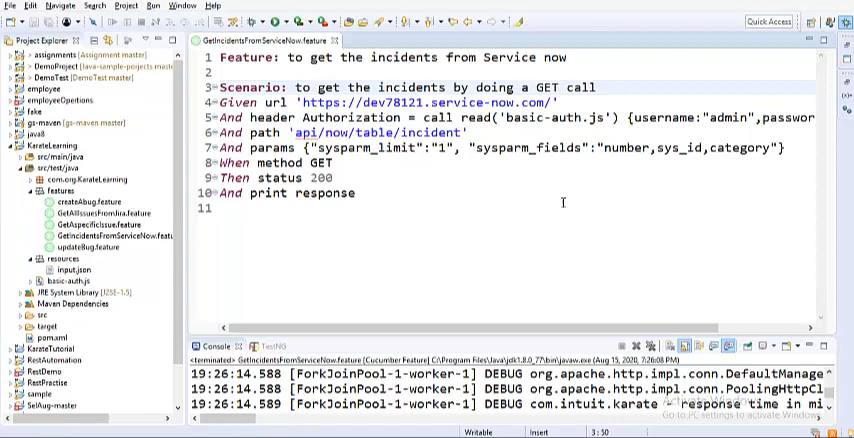 File Edit Navigate Search Project Run Window Help
Quick Access
Project Explorer
GetIncidentsFromServiceNow.feature
> assignments [Assignment master]
> DemoProject [Java-sample-projects mast
> DemoTest [DemoTest master]
employee
employeeOpertions
fake
gs-maven [gs-maven master]
java8
KarateLearning
src/main/java
src/test/java
com.org.KarateLearning
features
createAbug.feature
GetAllIssuesFromJira.feature
GetAspecificIssue.feature
GetIncidentsFromServiceNow.featu
updateBug.feature
resources
input.json
basic-auth.js
JRE System Library [J2SE-1.5]
Maven Dependencies
src
target
pom.xml
KarateTutorial
RestAutomation
RestDemo
RestPractise
sample
SelAug-master
1 Feature: to get the incidents from Service now
2
3 Scenario: to get the incidents by doing a GET call
4 Given url 'https://dev78121.service-now.com/'
5 And header Authorization = call read('basic-auth.js') {username:"admin",passwor
6 And path 'api/now/table/incident'
7 And params {"sysparm_limit":"1", "sysparm_fields":"number,sys_id,category"}
8 When method GET
9 Then status 200
10 And print response
11
Console TestNG
<terminated> GetIncidentsFromServiceNow.feature [Cucumber Feature] C:\Program Files\Java\jdk1.8.0_77\bin\javaw.exe (Aug 15, 2020, 7:26:08 PM)
19:26:14.588 [ForkJoinPool-1-worker-1] DEBUG org.apache.http.impl.conn.DefaultManage
19:26:14.588 [ForkJoinPool-1-worker-1] DEBUG org.apache.http.impl.conn.PoolingHttpCl
19:26:14.589 [ForkJoinPool-1-worker-1] DEBUG com.intuit.karate - response time in mi
Activate Windows
Go to PC settings to activate Windows.
Writable Insert 3:50